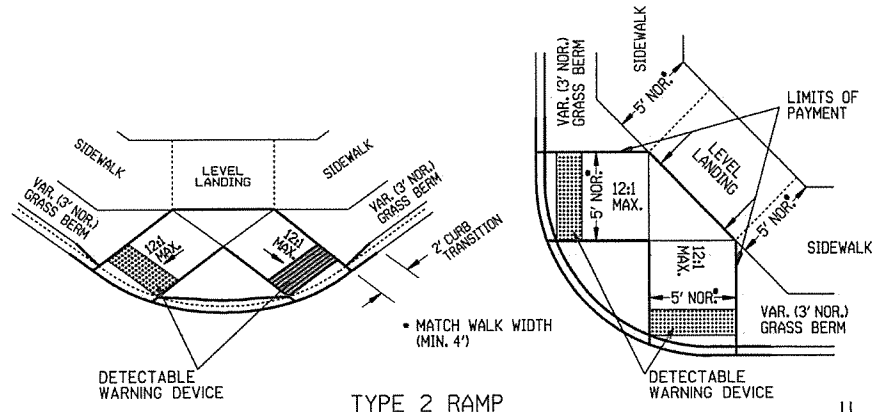 SIDEWALK
LEVEL
LANDING
SIDEWALK
VAR. (3' NOR.)
GRASS BERM
VAR. (3' NOR.)
GRASS BERM
12:1
MAX.
12:1
MAX.
2' CURB
TRANSITION
* MATCH WALK WIDTH
(MIN. 4')
DETECTABLE
WARNING DEVICE
TYPE 2 RAMP
VAR. (3' NOR.)
GRASS BERM
SIDEWALK
5' NOR.*
LIMITS OF
PAYMENT
LEVEL
LANDING
5' NOR.*
12:1
MAX.
5' NOR.*
SIDEWALK
12:1
MAX.
5' NOR.*
VAR. (3' NOR.)
GRASS BERM
DETECTABLE
WARNING DEVICE